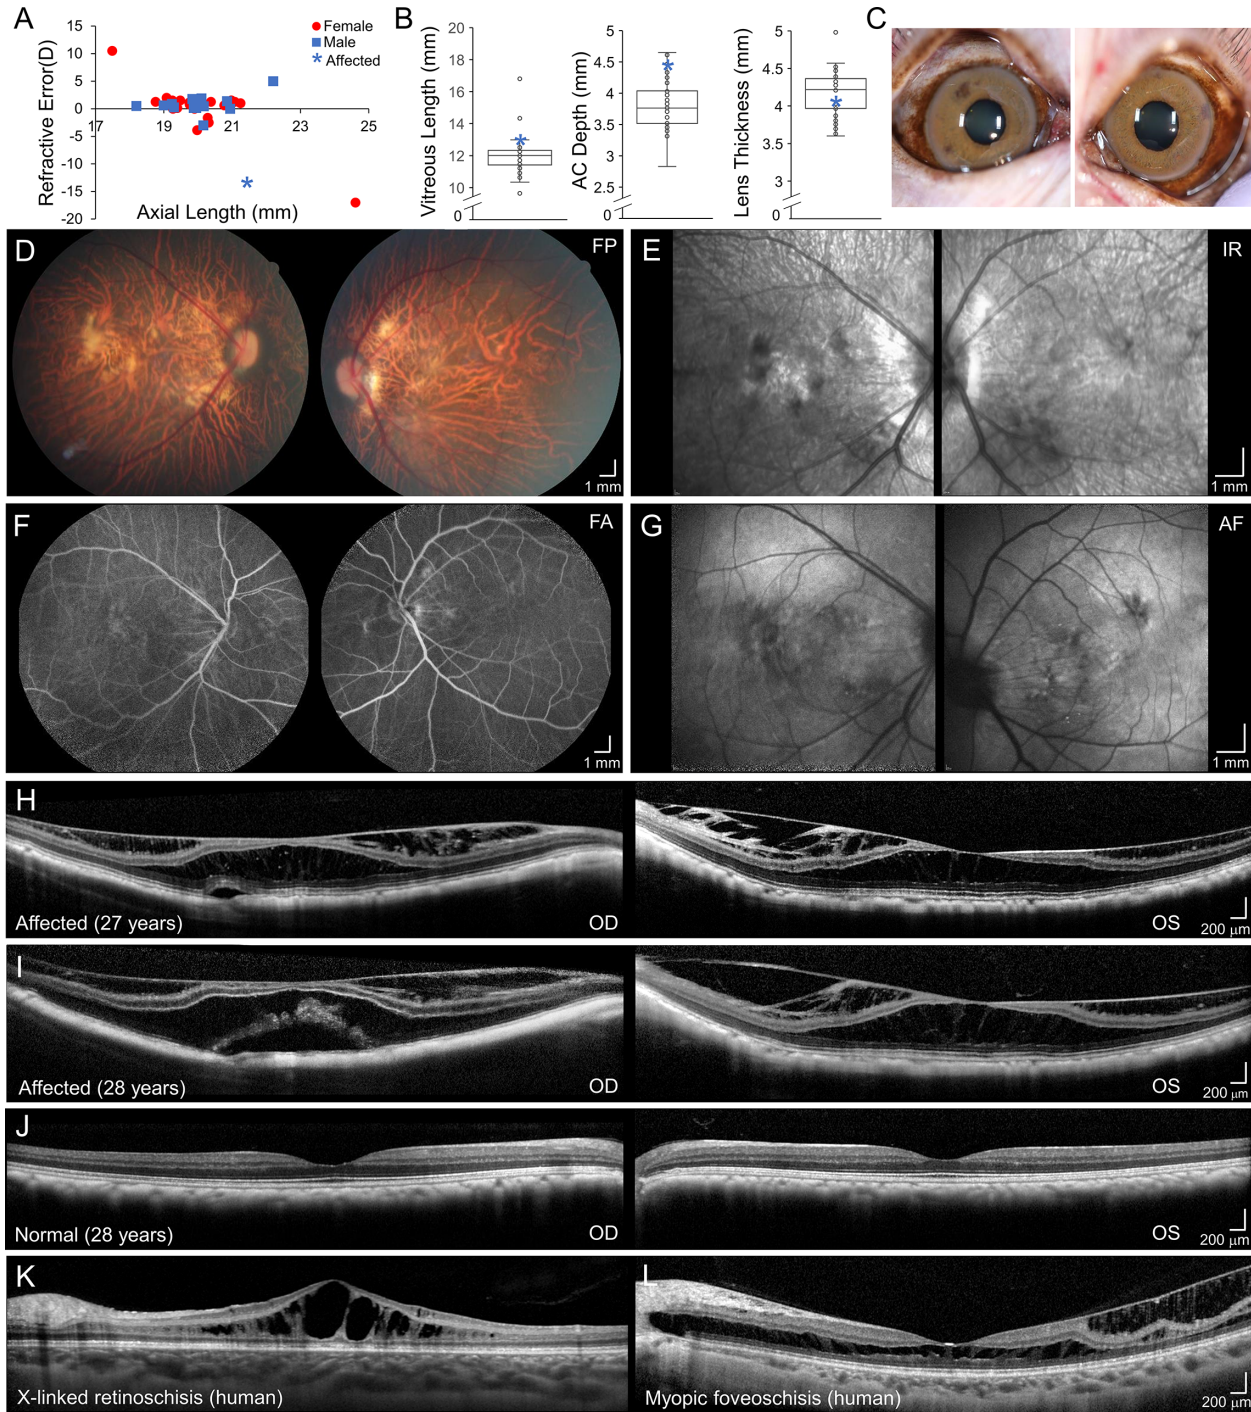 A
Refractive Error(D)
15
10
5
0
-5
-10
-15
-20
17
19
21
23
25
Axial Length (mm)
Female
Male
* Affected
B
Vitreous Length (mm)
20
18
16
14
12
10
0
AC Depth (mm)
5
4.5
4
3.5
3
2.5
0
Lens Thickness (mm)
5
4.5
4
3.5
3
0
C
D
FP
1 mm
E
IR
1 mm
F
FA
1 mm
G
AF
1 mm
H
Affected (27 years)
OD
OS
200 µm
I
Affected (28 years)
OD
OS
200 µm
J
Normal (28 years)
OD
OS
200 µm
K
X-linked retinoschisis (human)
L
Myopic foveoschisis (human)
200 µm